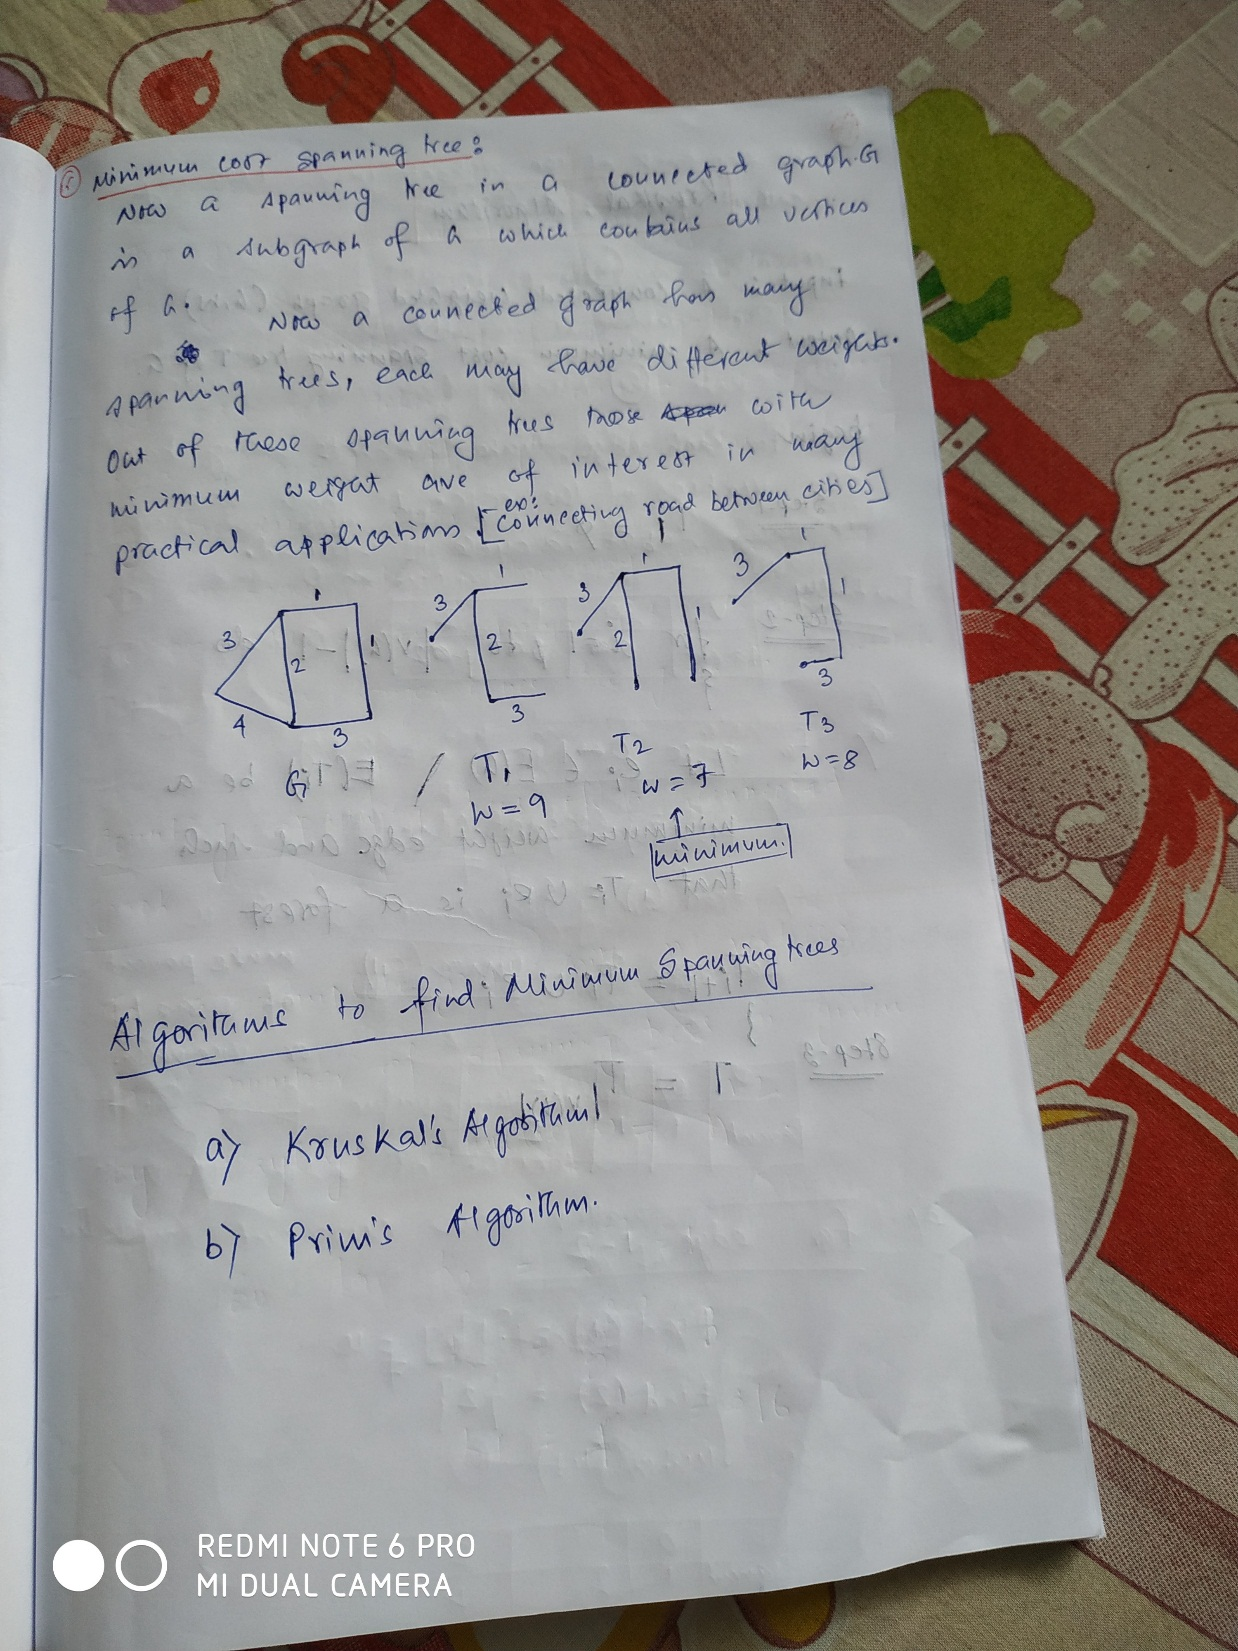 Minimum cost spanning tree:
Now a spanning tree in a connected graph G
is a subgraph of G which contains all vertices
of G.
Now a connected graph has many
spanning trees, each may have different weights.
Out of these spanning trees those with
minimum weight are of interest in many
practical applications. [ex: Connecting road between cities]
1 1 1 1
3 3 3 3
2 1 2 2 1 1
4 3 3 3
G T1 T2 T3
w=9 w=7 w=8
minimum.
Algorithms to find Minimum Spanning trees
a) Kruskal's Algorithm
b) Prim's Algorithm.
REDMI NOTE 6 PRO
MI DUAL CAMERA